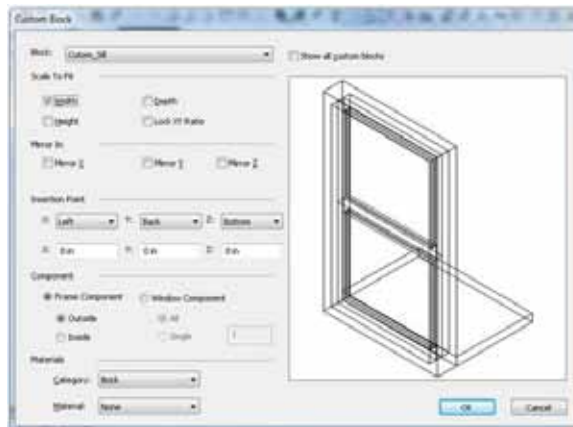 Custom Block
Block: Custom_Sill
Show all custom blocks
Scale To Fit
Width Depth
Height Lock XY Ratio
Mirror In:
Mirror X Mirror Y Mirror Z
Insertion Point
X: Left Y: Back Z: Bottom
X: 0 in Y: 0 in Z: 0 in
Component
Frame Component Window Component
Outside All
Inside Single 1
Materials
Category: Brick
Material: None
OK Cancel